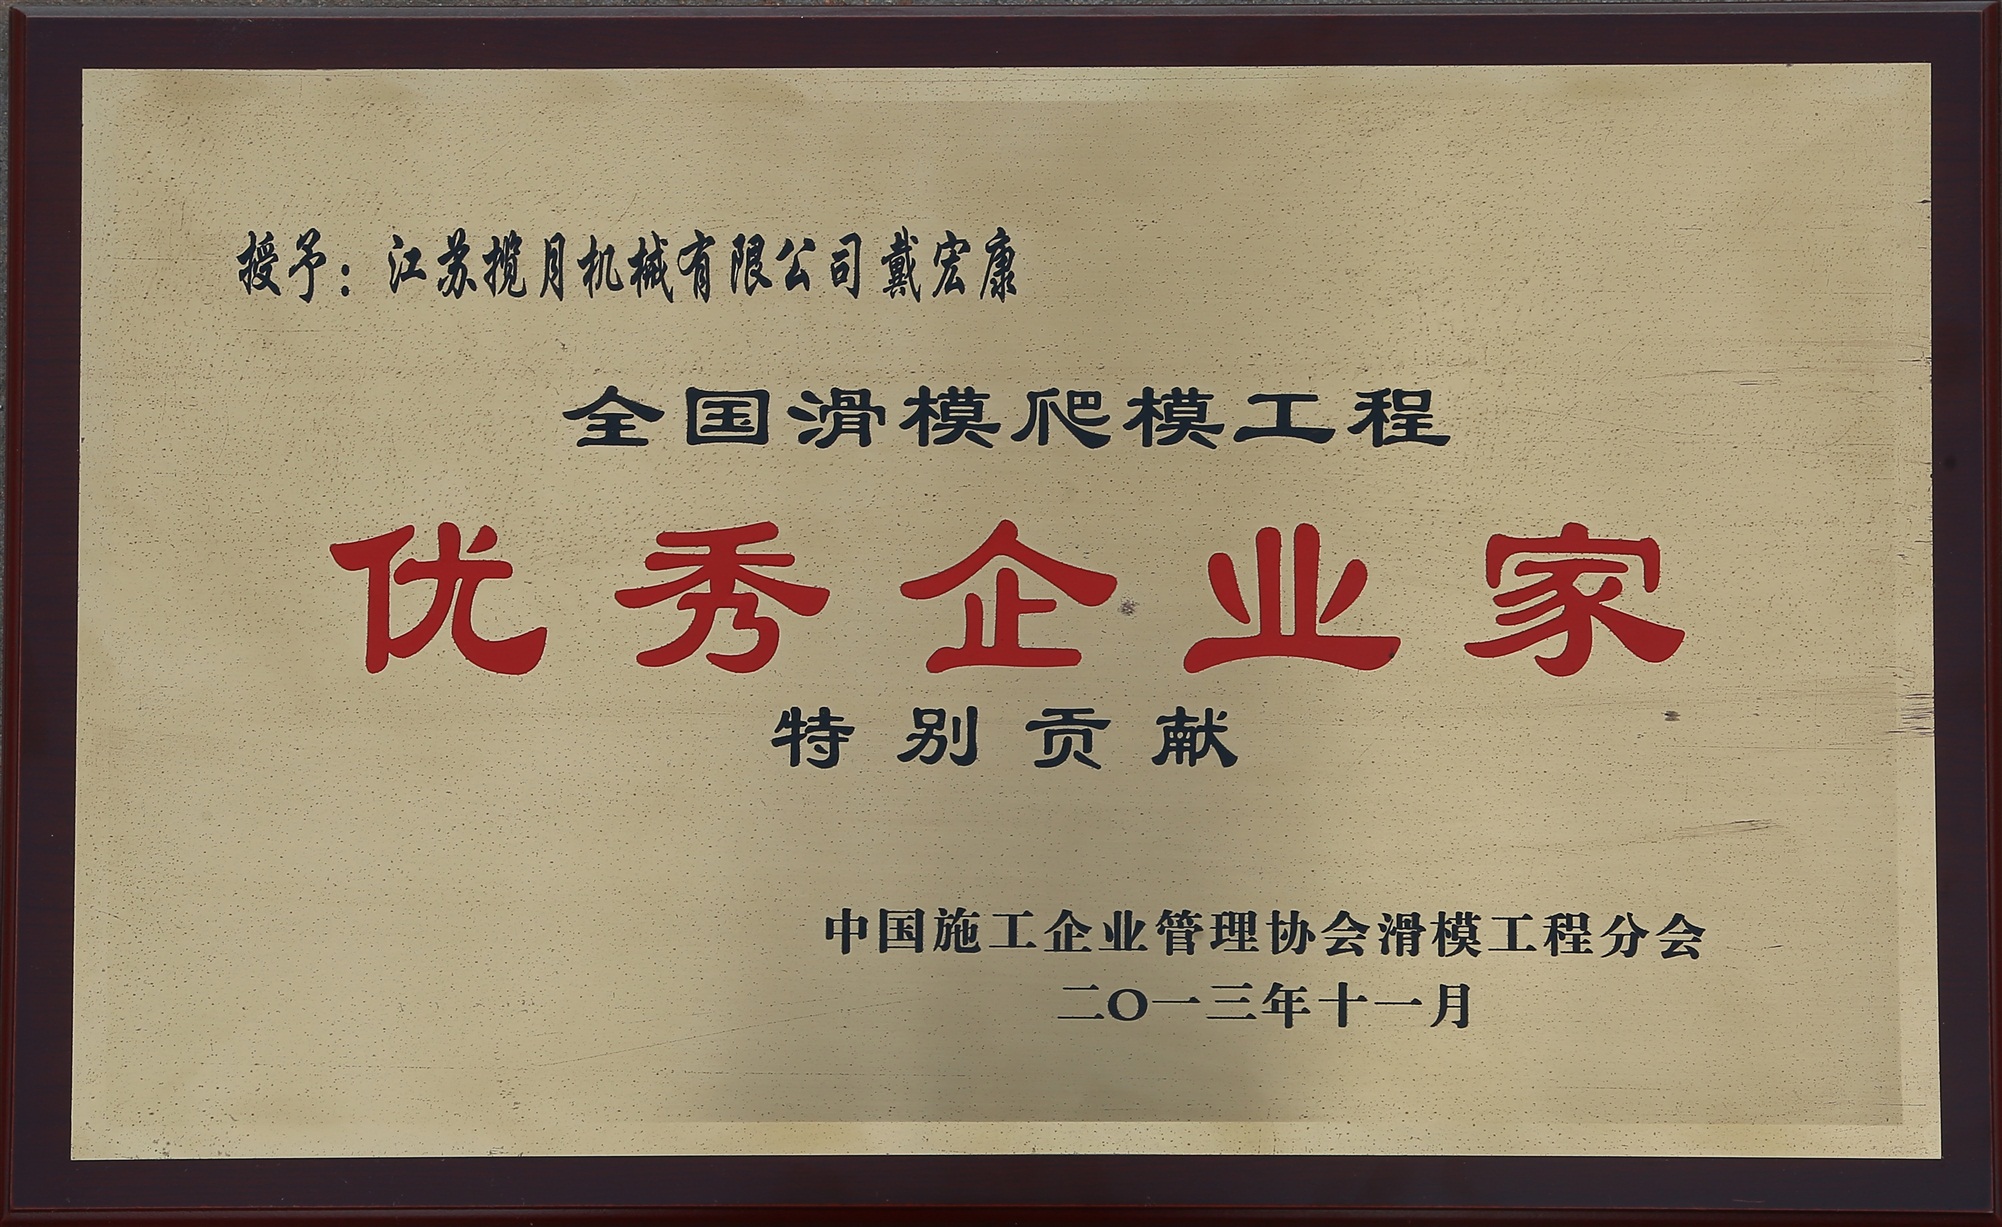 授予：江苏揽月机械有限公司戴宏康
全国滑模爬模工程
优秀企业家
特别贡献
中国施工企业管理协会滑模工程分会
二〇一三年十一月